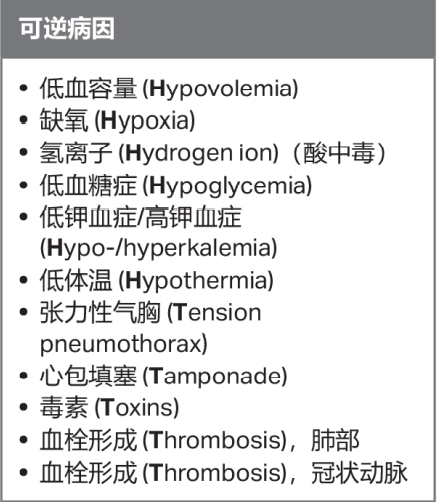 可逆病因
• 低血容量 (Hypovolemia)
• 缺氧 (Hypoxia)
• 氢离子 (Hydrogen ion)（酸中毒）
• 低血糖症 (Hypoglycemia)
• 低钾血症/高钾血症
(Hypo-/hyperkalemia)
• 低体温 (Hypothermia)
• 张力性气胸 (Tension
pneumothorax)
• 心包填塞 (Tamponade)
• 毒素 (Toxins)
• 血栓形成 (Thrombosis)，肺部
• 血栓形成 (Thrombosis)，冠状动脉